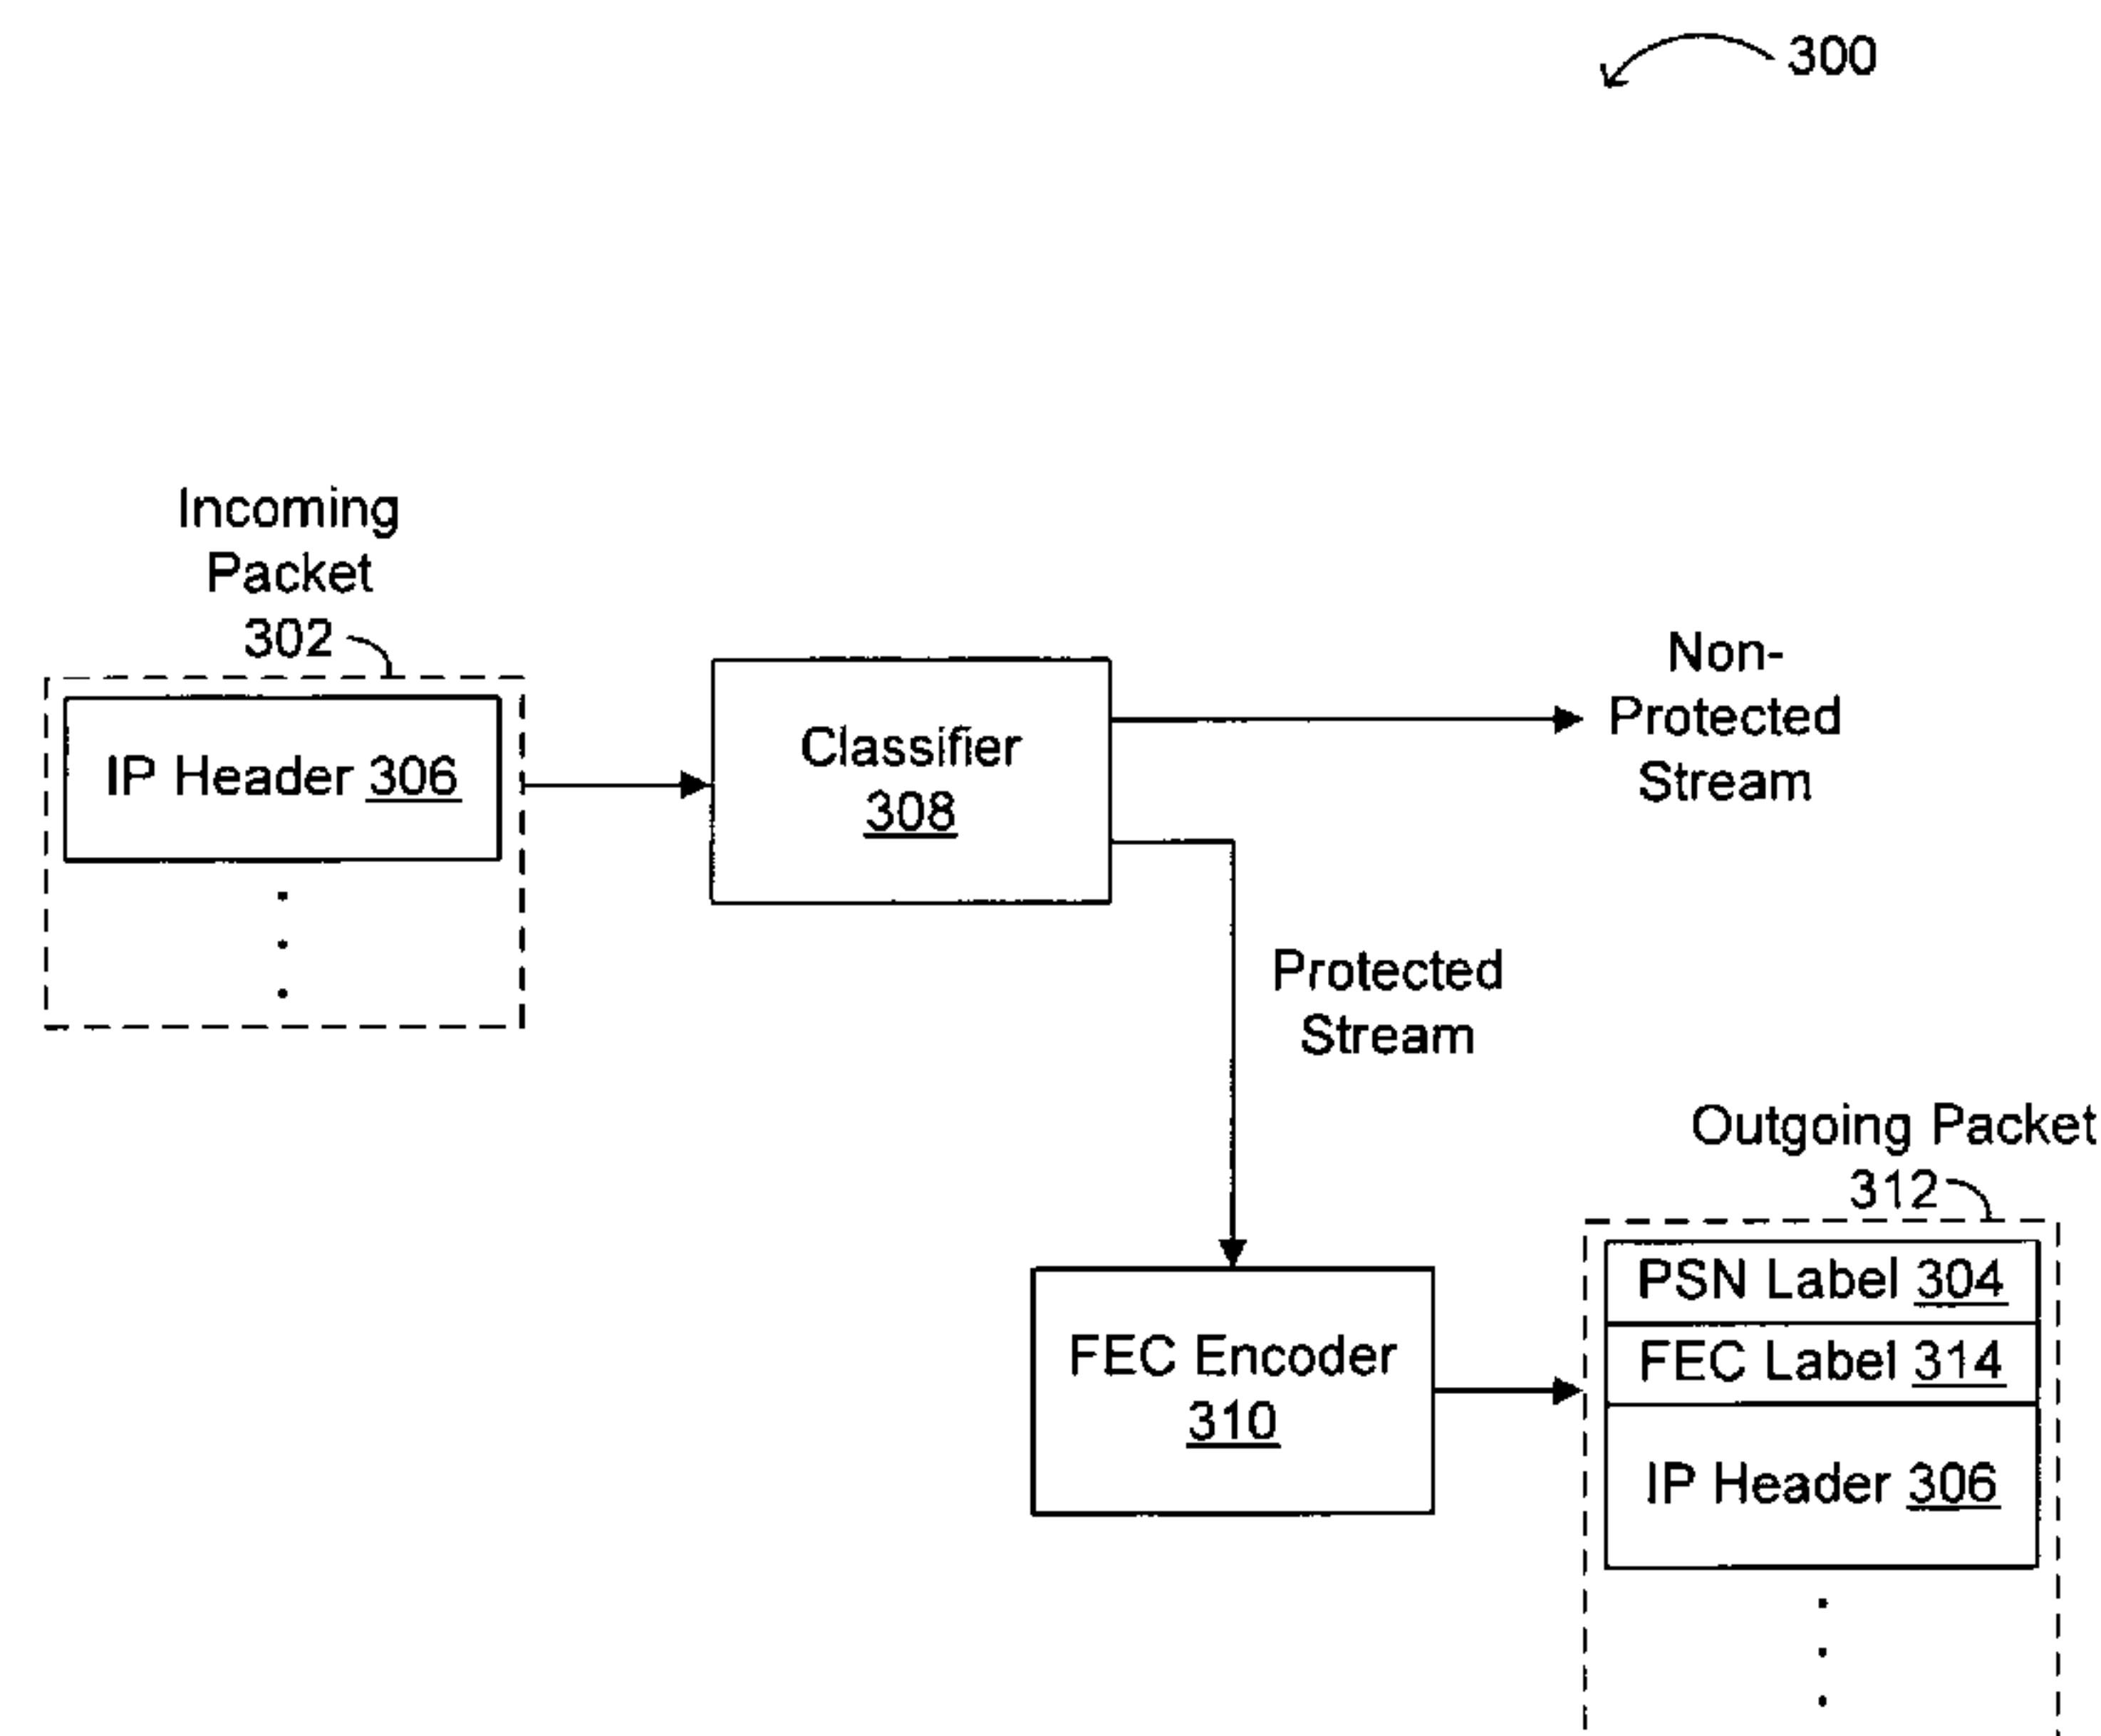 300
Incoming
Packet
302
IP Header 306
Classifier
308
Non-
Protected
Stream
Protected
Stream
FEC Encoder
310
Outgoing Packet
312
PSN Label 304
FEC Label 314
IP Header 306